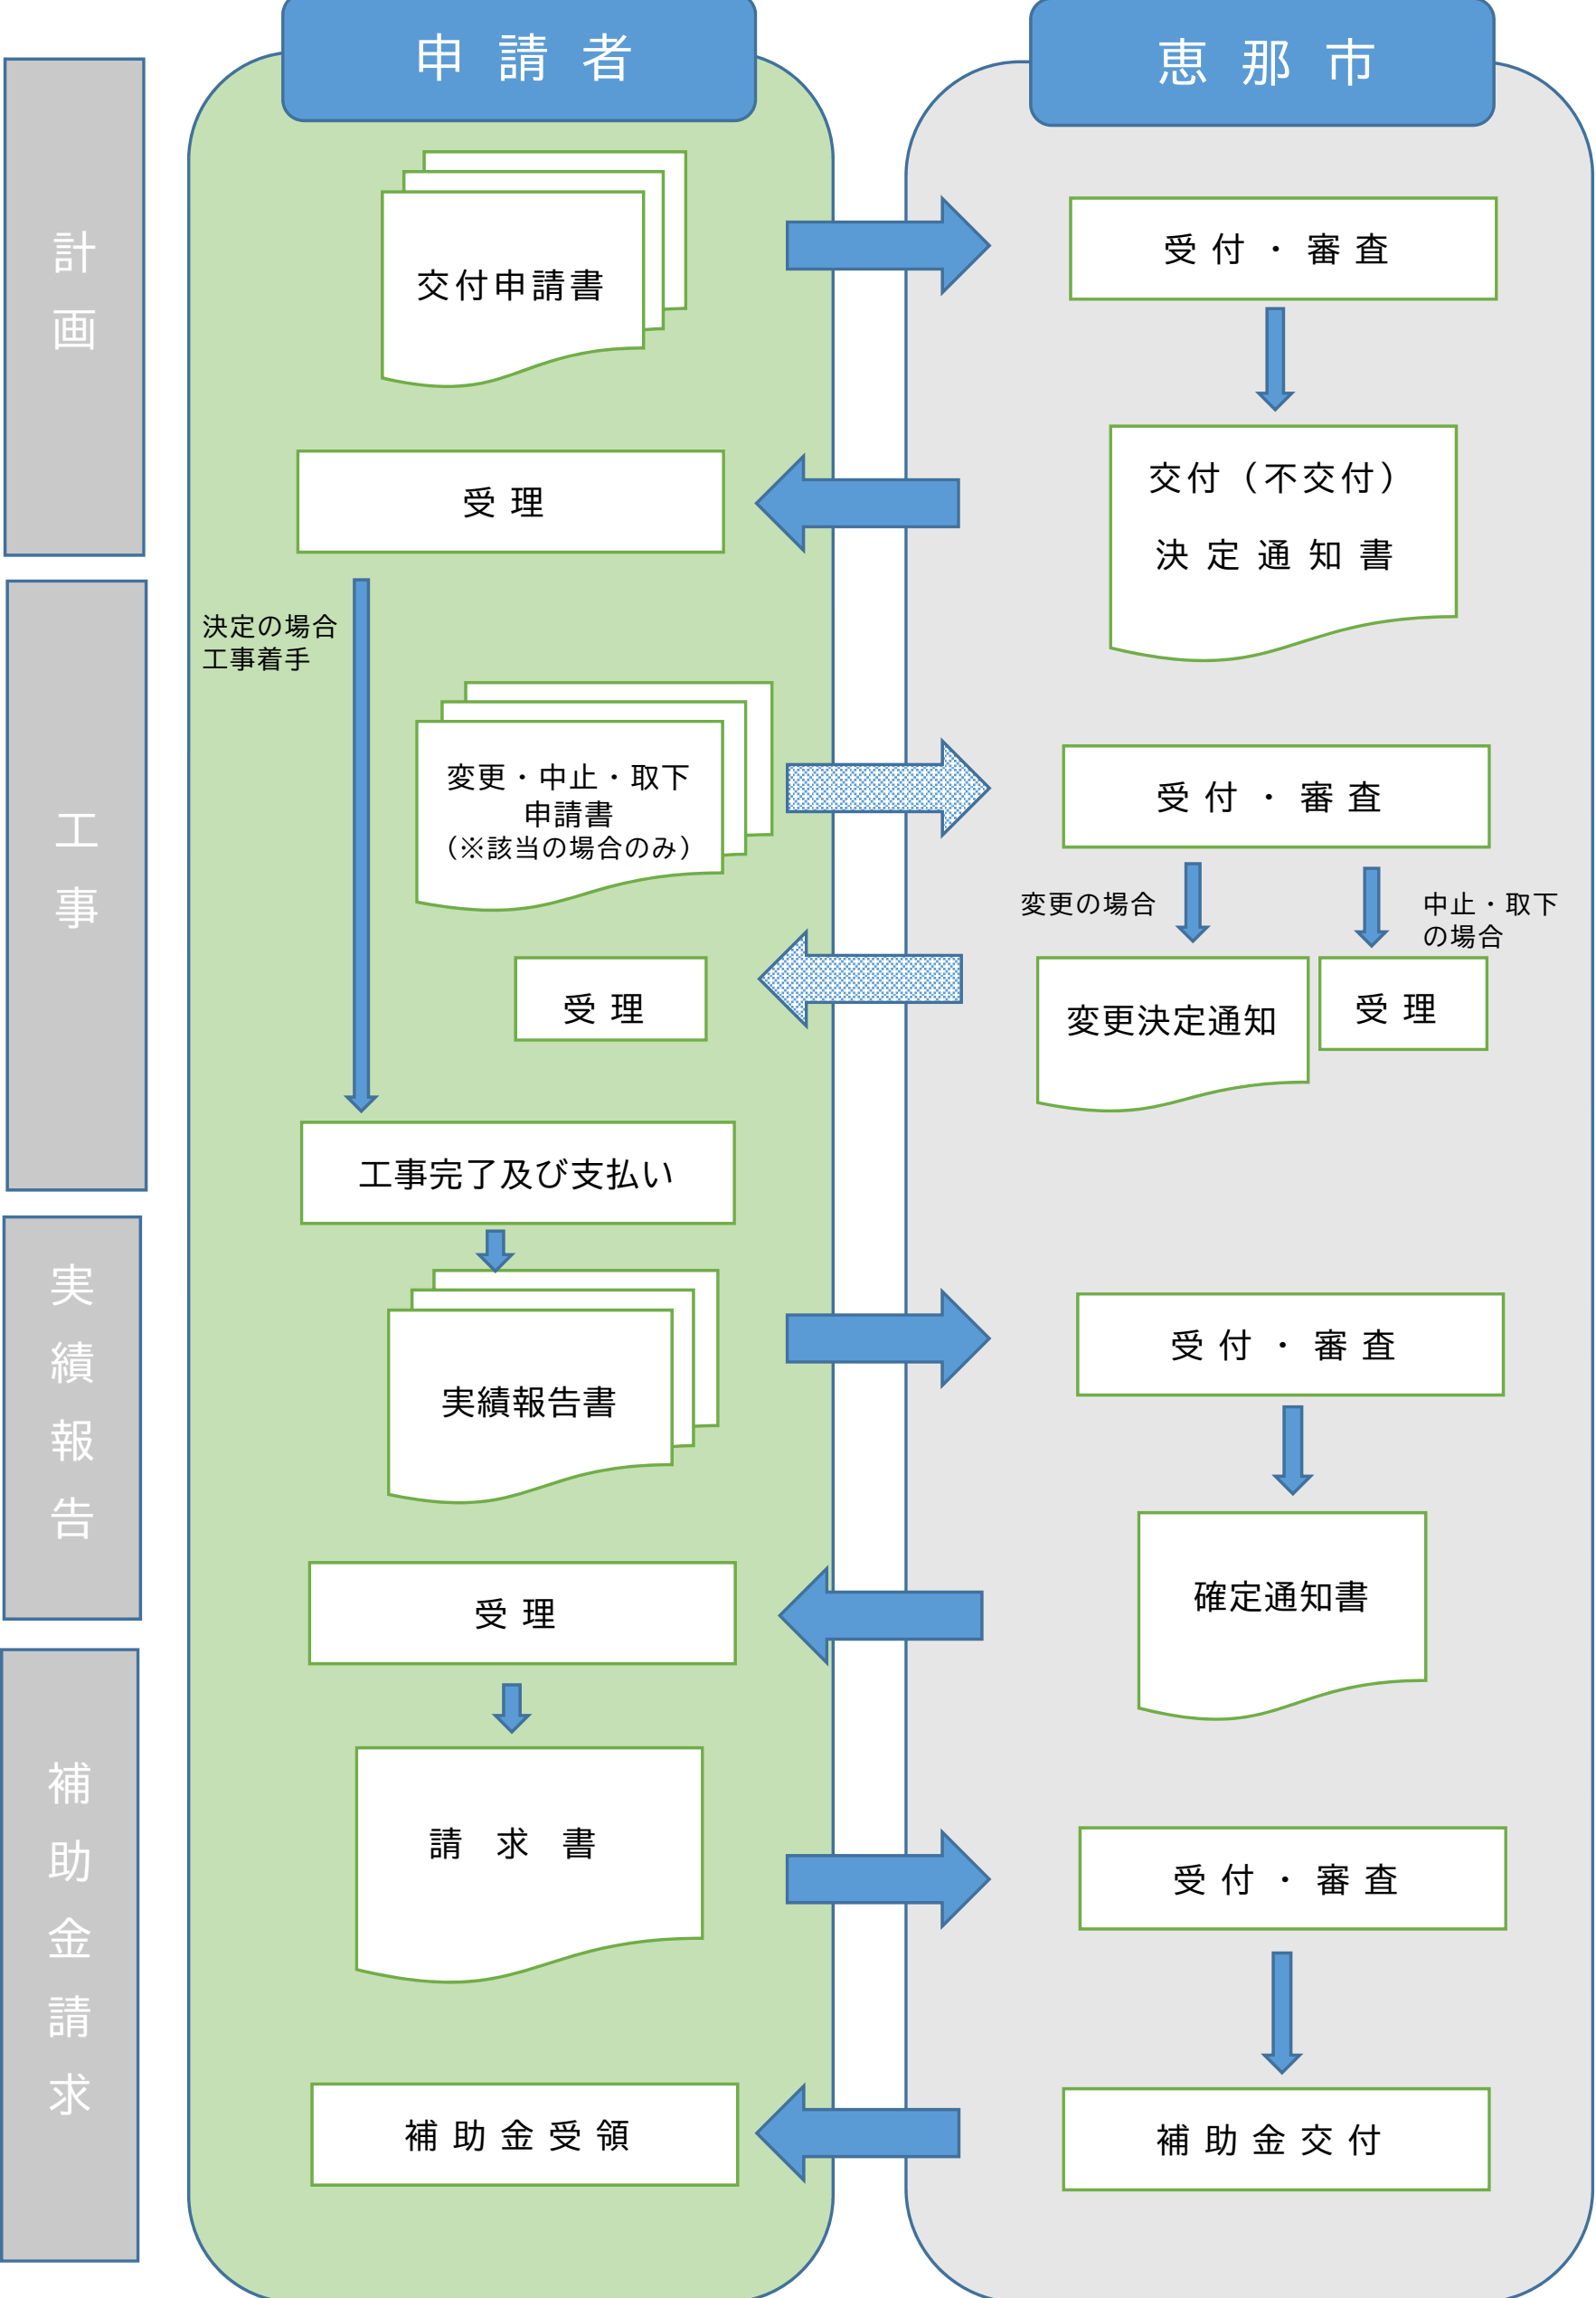 申請者
恵那市
計画
交付申請書
受付・審査
受理
交付（不交付）
決定通知書
工事
決定の場合
工事着手
変更・中止・取下
申請書
（※該当の場合のみ）
受付・審査
変更の場合
中止・取下
の場合
受理
変更決定通知
受理
工事完了及び支払い
実績報告
実績報告書
受付・審査
受理
確定通知書
補助金請求
請求書
受付・審査
補助金受領
補助金交付